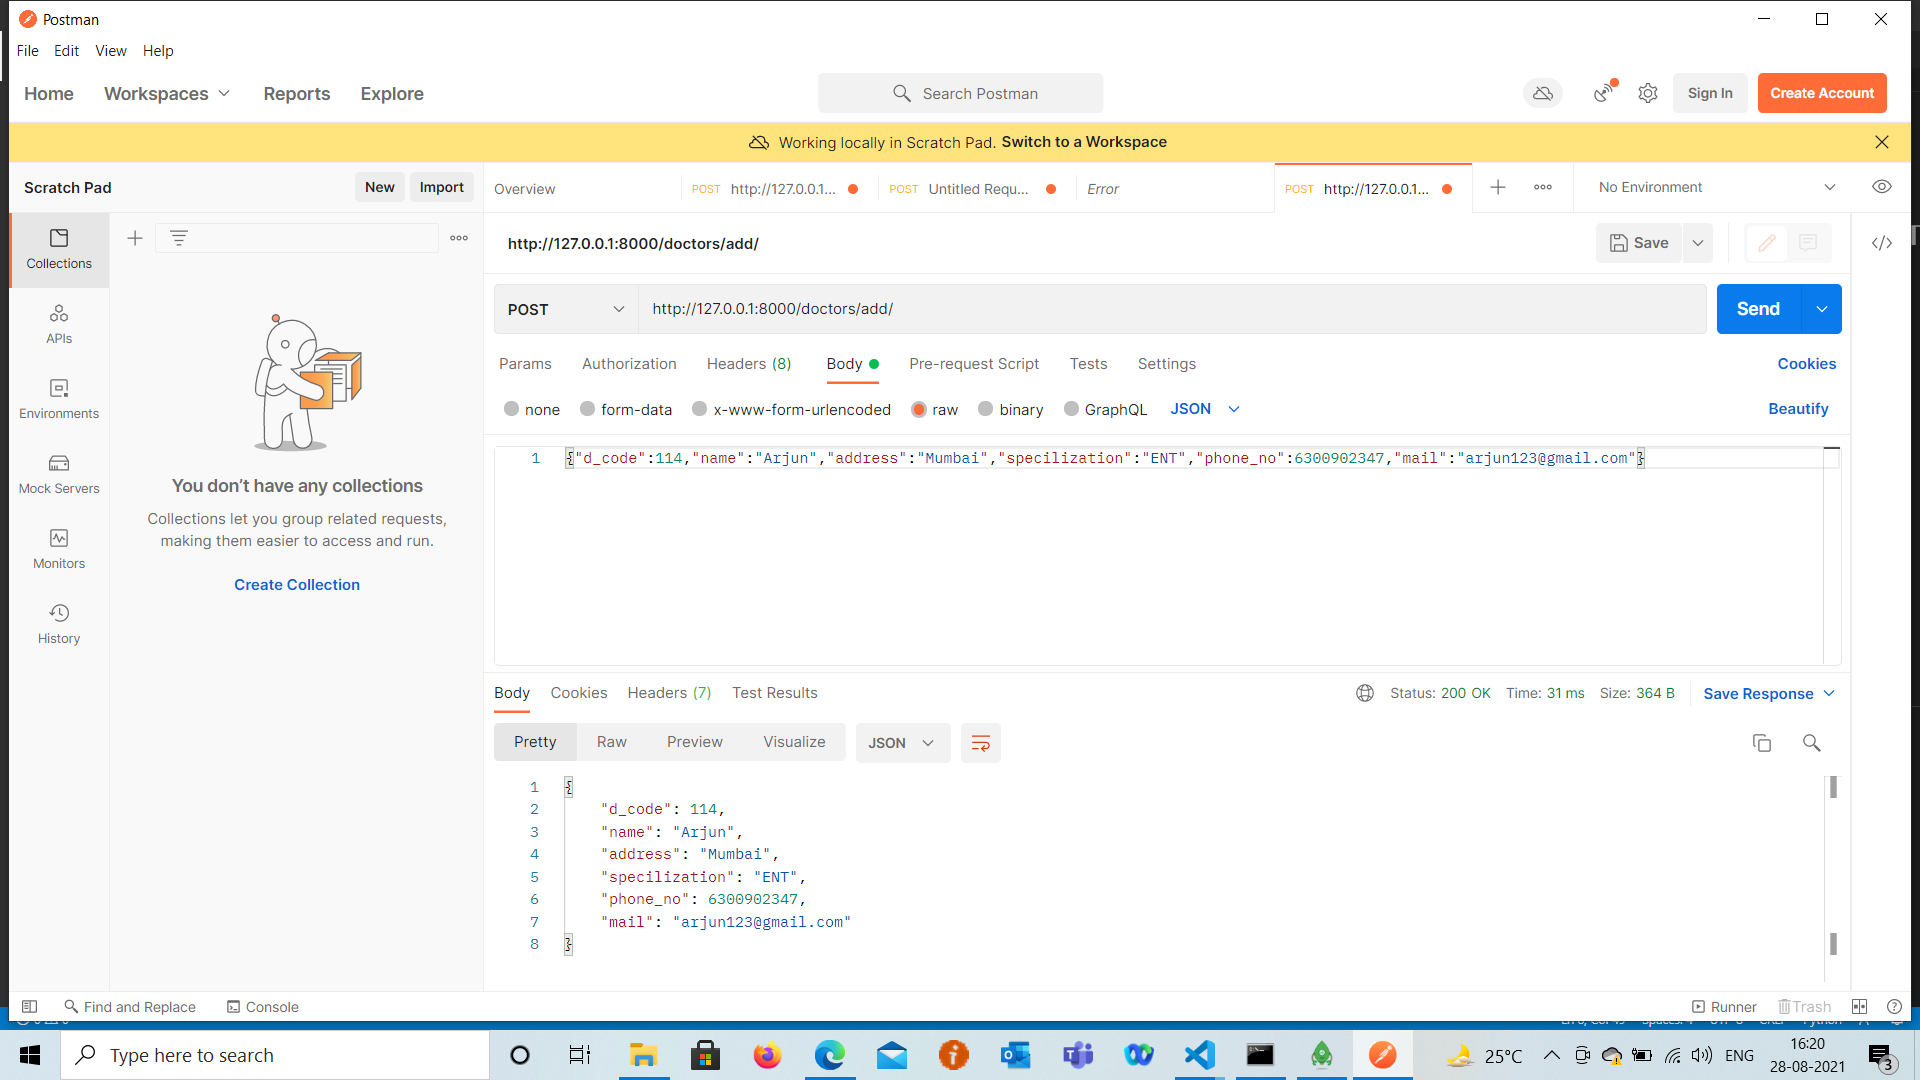 Postman
File Edit View Help
Home Workspaces Reports Explore Search Postman Sign In Create Account
Working locally in Scratch Pad. Switch to a Workspace
Scratch Pad New Import Overview POST http://127.0.0.1... POST Untitled Requ... Error POST http://127.0.0.1... No Environment
Collections
http://127.0.0.1:8000/doctors/add/ Save
POST http://127.0.0.1:8000/doctors/add/ Send
APIs
Params Authorization Headers (8) Body Pre-request Script Tests Settings Cookies
none form-data x-www-form-urlencoded raw binary GraphQL JSON Beautify
Environments
1 {"d_code":114,"name":"Arjun","address":"Mumbai","specilization":"ENT","phone_no":6300902347,"mail":"arjun123@gmail.com"}
Mock Servers
You don't have any collections
Collections let you group related requests,
making them easier to access and run.
Monitors
Create Collection
History
Body Cookies Headers (7) Test Results Status: 200 OK Time: 31 ms Size: 364 B Save Response
Pretty Raw Preview Visualize JSON
1 {
2 "d_code": 114,
3 "name": "Arjun",
4 "address": "Mumbai",
5 "specilization": "ENT",
6 "phone_no": 6300902347,
7 "mail": "arjun123@gmail.com"
8 }
Find and Replace Console Runner Trash
Type here to search 25°C ENG 16:20
28-08-2021 3